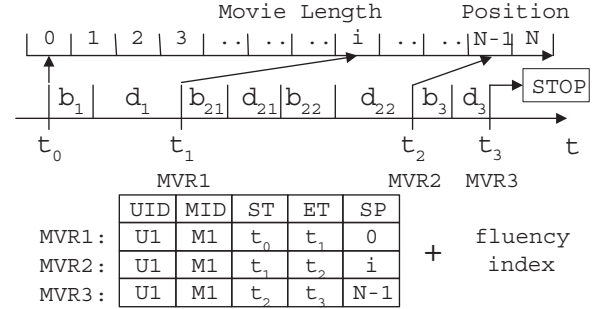 Movie Length Position
0 1 2 3 .. .. .. .. i .. .. N-1 N
b1 d1 b21 d21 b22 d22 b3 d3 STOP
t0 t1 t2 t3 t
MVR1 MVR2 MVR3
UID MID ST ET SP
MVR1: U1 M1 t0 t1 0
MVR2: U1 M1 t1 t2 i
MVR3: U1 M1 t2 t3 N-1
+ fluency
index